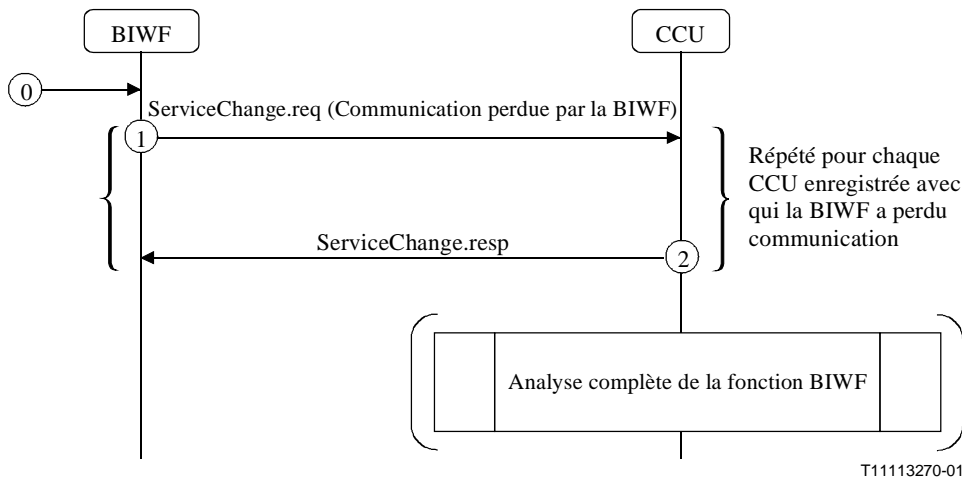 BIWF
CCU
0
ServiceChange.req (Communication perdue par la BIWF)
1
Répété pour chaque
CCU enregistrée avec
qui la BIWF a perdu
communication
ServiceChange.resp
2
Analyse complète de la fonction BIWF
T11113270-01